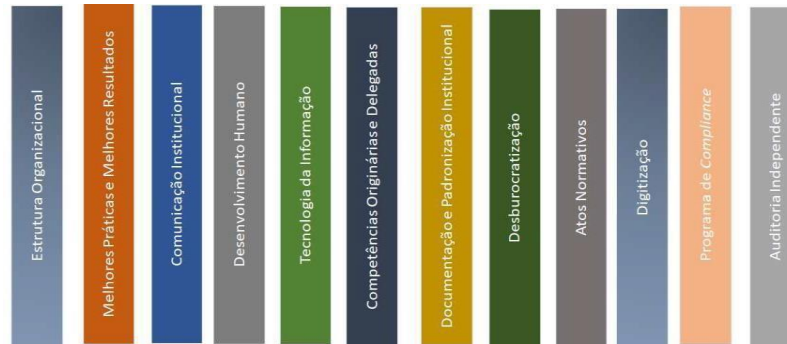 Estrutura Organizacional
Melhores Práticas e Melhores Resultados
Comunicação Institucional
Desenvolvimento Humano
Tecnologia da Informação
Competências Originárias e Delegadas
Documentação e Padronização Institucional
Desburocratização
Atos Normativos
Digitização
Programa de Compliance
Auditoria Independente